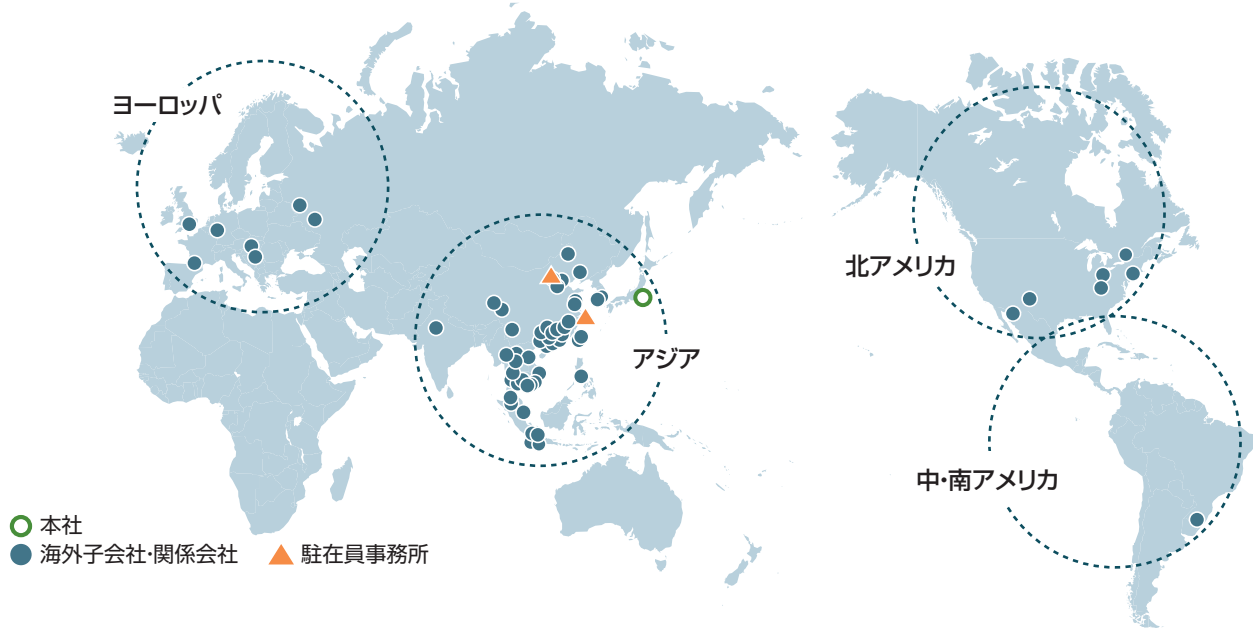 ヨーロッパ
北アメリカ
アジア
中・南アメリカ
本社
海外子会社・関係会社
駐在員事務所